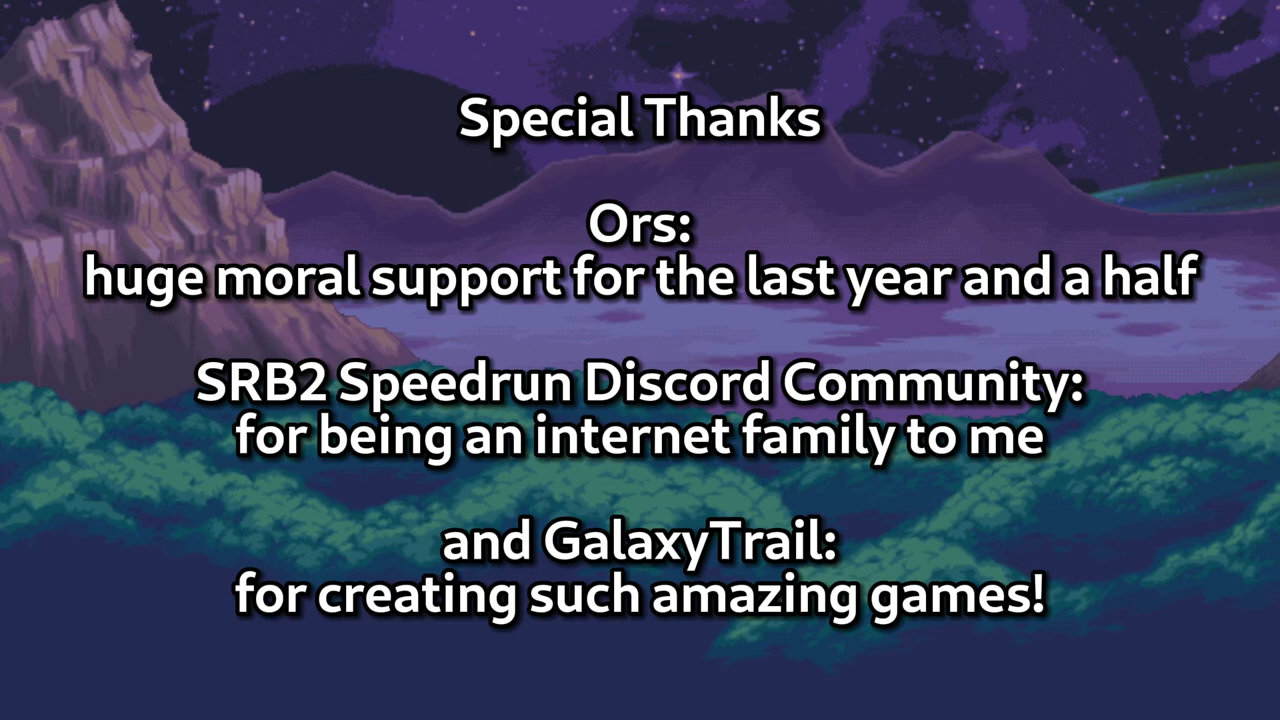 Special Thanks
Ors:
huge moral support for the last year and a half
SRB2 Speedrun Discord Community:
for being an internet family to me
and GalaxyTrail:
for creating such amazing games!